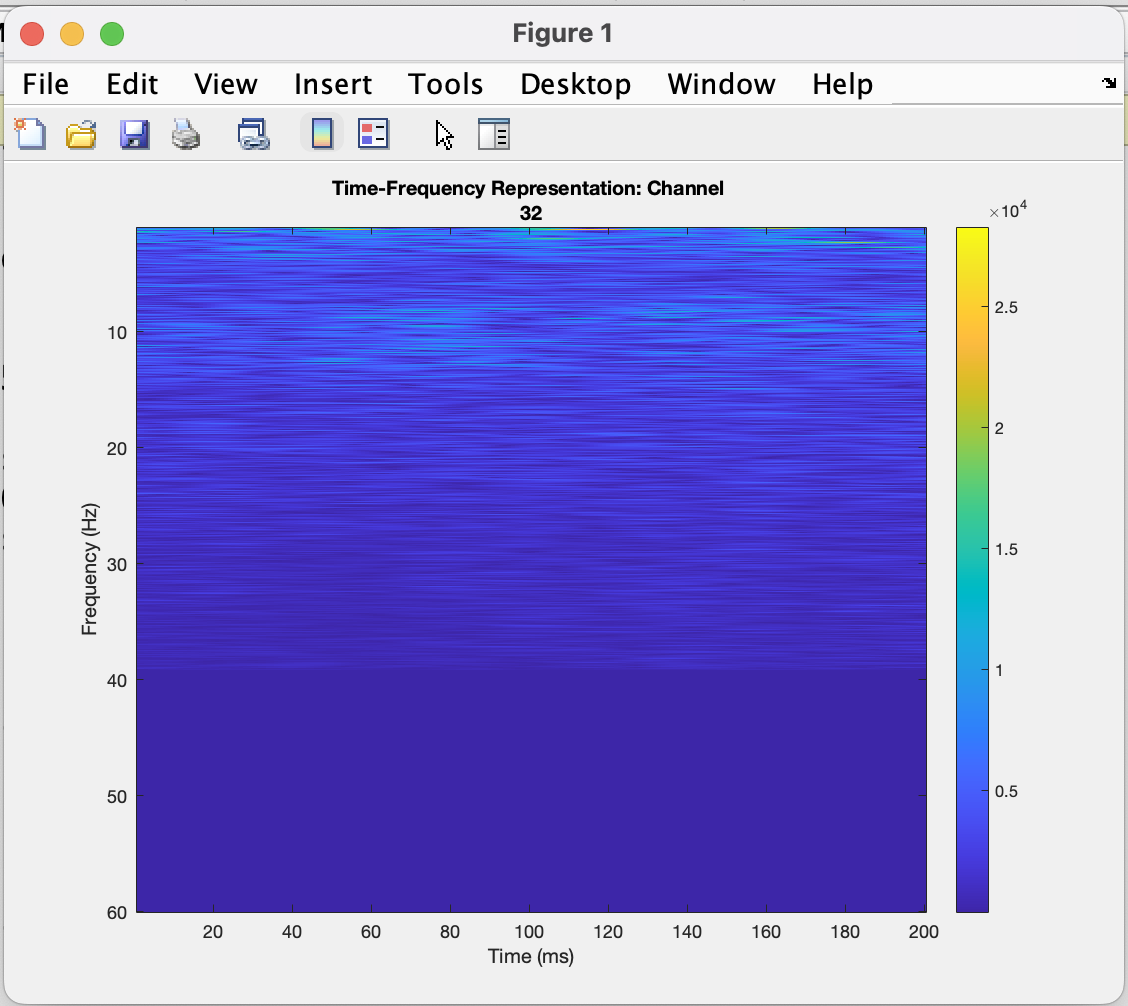 Figure 1
File Edit View Insert Tools Desktop Window Help
Time-Frequency Representation: Channel
32
×10⁴
2.5
2
1.5
1
0.5
Frequency (Hz)
10
20
30
40
50
60
20 40 60 80 100 120 140 160 180 200
Time (ms)